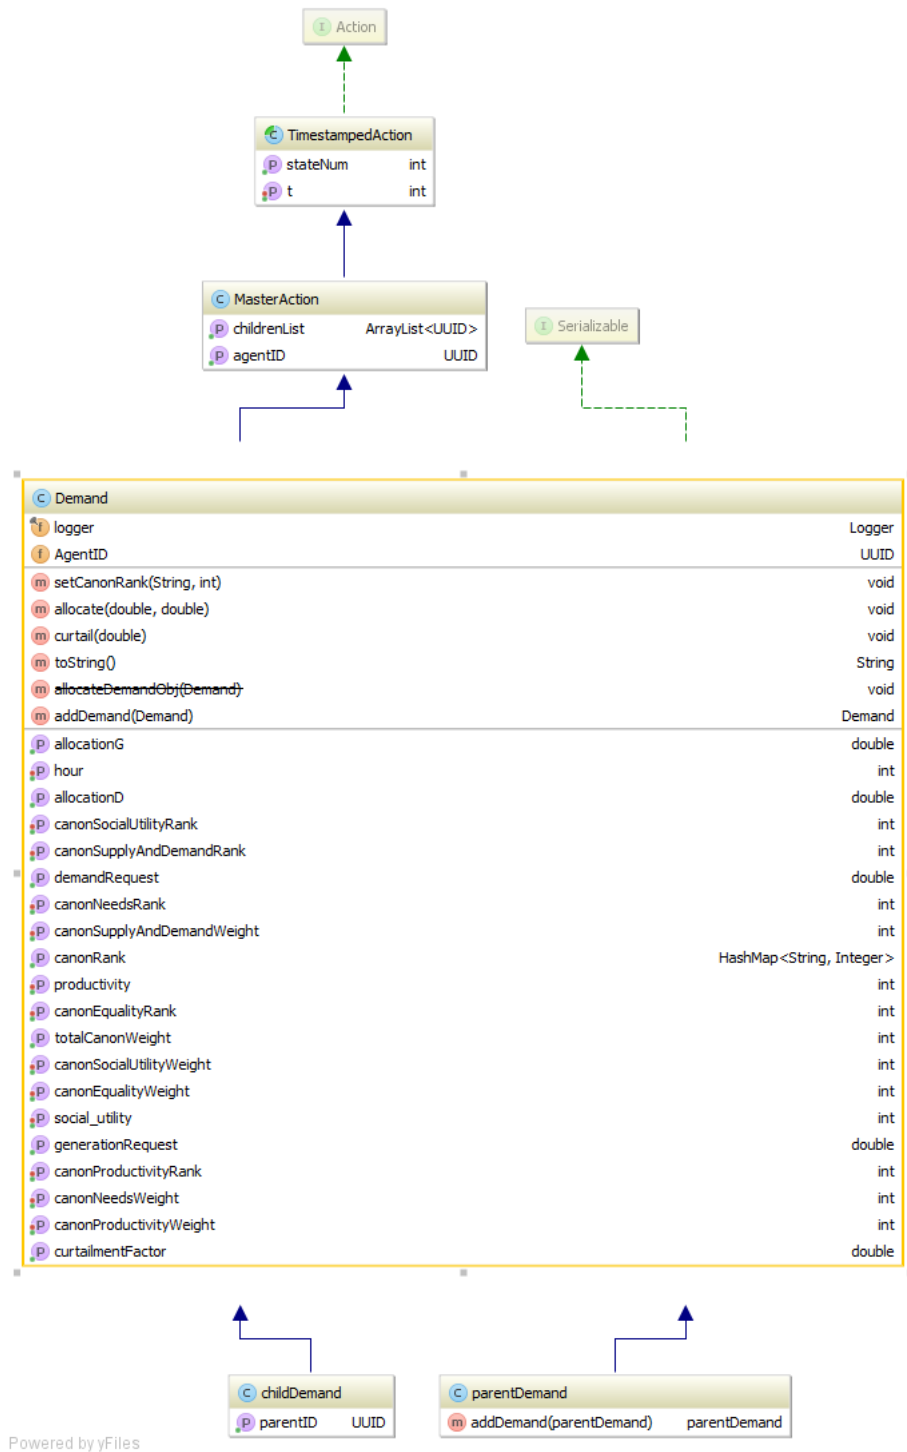 I Action
C TimestampedAction
P stateNum int
P t int
C MasterAction
P childrenList ArrayList<UUID>
P agentID UUID
I Serializable
C Demand
f logger Logger
f AgentID UUID
m setCanonRank(String, int) void
m allocate(double, double) void
m curtail(double) void
m toString() String
m allocateDemandObj(Demand) void
m addDemand(Demand) Demand
P allocationG double
P hour int
P allocationD double
P canonSocialUtilityRank int
P canonSupplyAndDemandRank int
P demandRequest double
P canonNeedsRank int
P canonSupplyAndDemandWeight int
P canonRank HashMap<String, Integer>
P productivity int
P canonEqualityRank int
P totalCanonWeight int
P canonSocialUtilityWeight int
P canonEqualityWeight int
P social_utility int
P generationRequest double
P canonProductivityRank int
P canonNeedsWeight int
P canonProductivityWeight int
P curtailmentFactor double
C childDemand
P parentID UUID
C parentDemand
m addDemand(parentDemand) parentDemand
Powered by yFiles